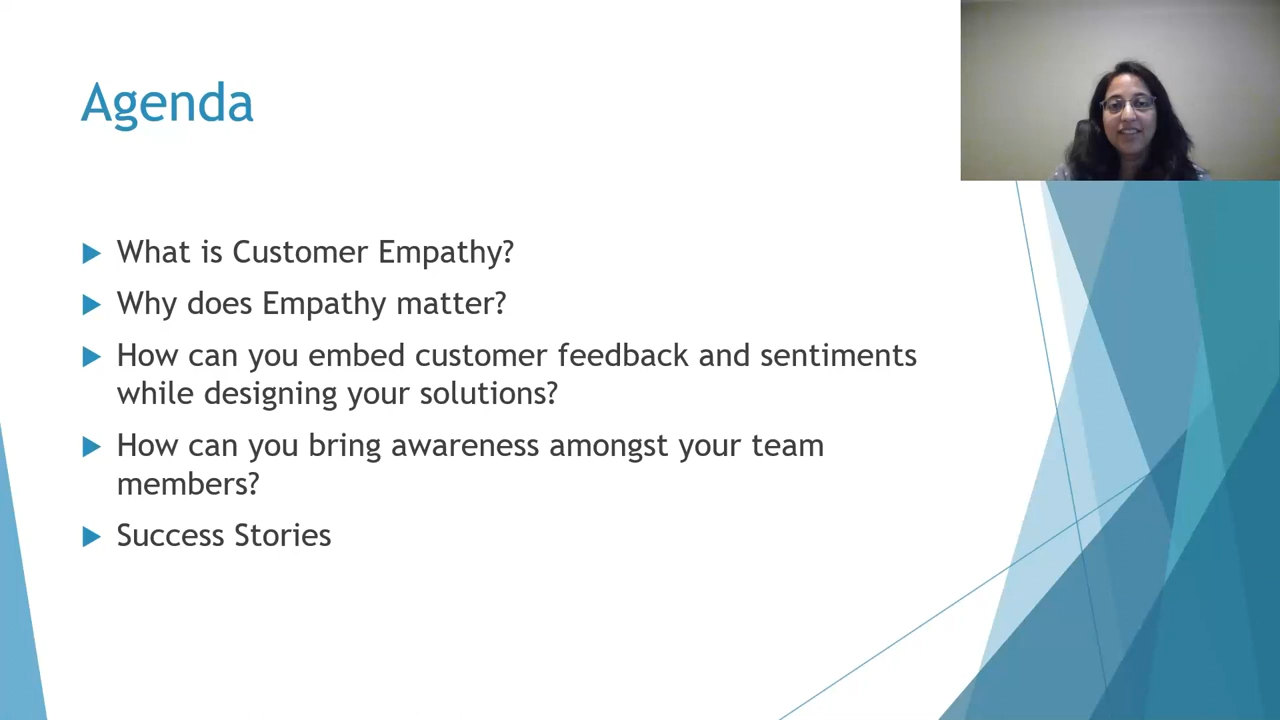 Agenda
What is Customer Empathy?
Why does Empathy matter?
How can you embed customer feedback and sentiments
while designing your solutions?
How can you bring awareness amongst your team
members?
Success Stories